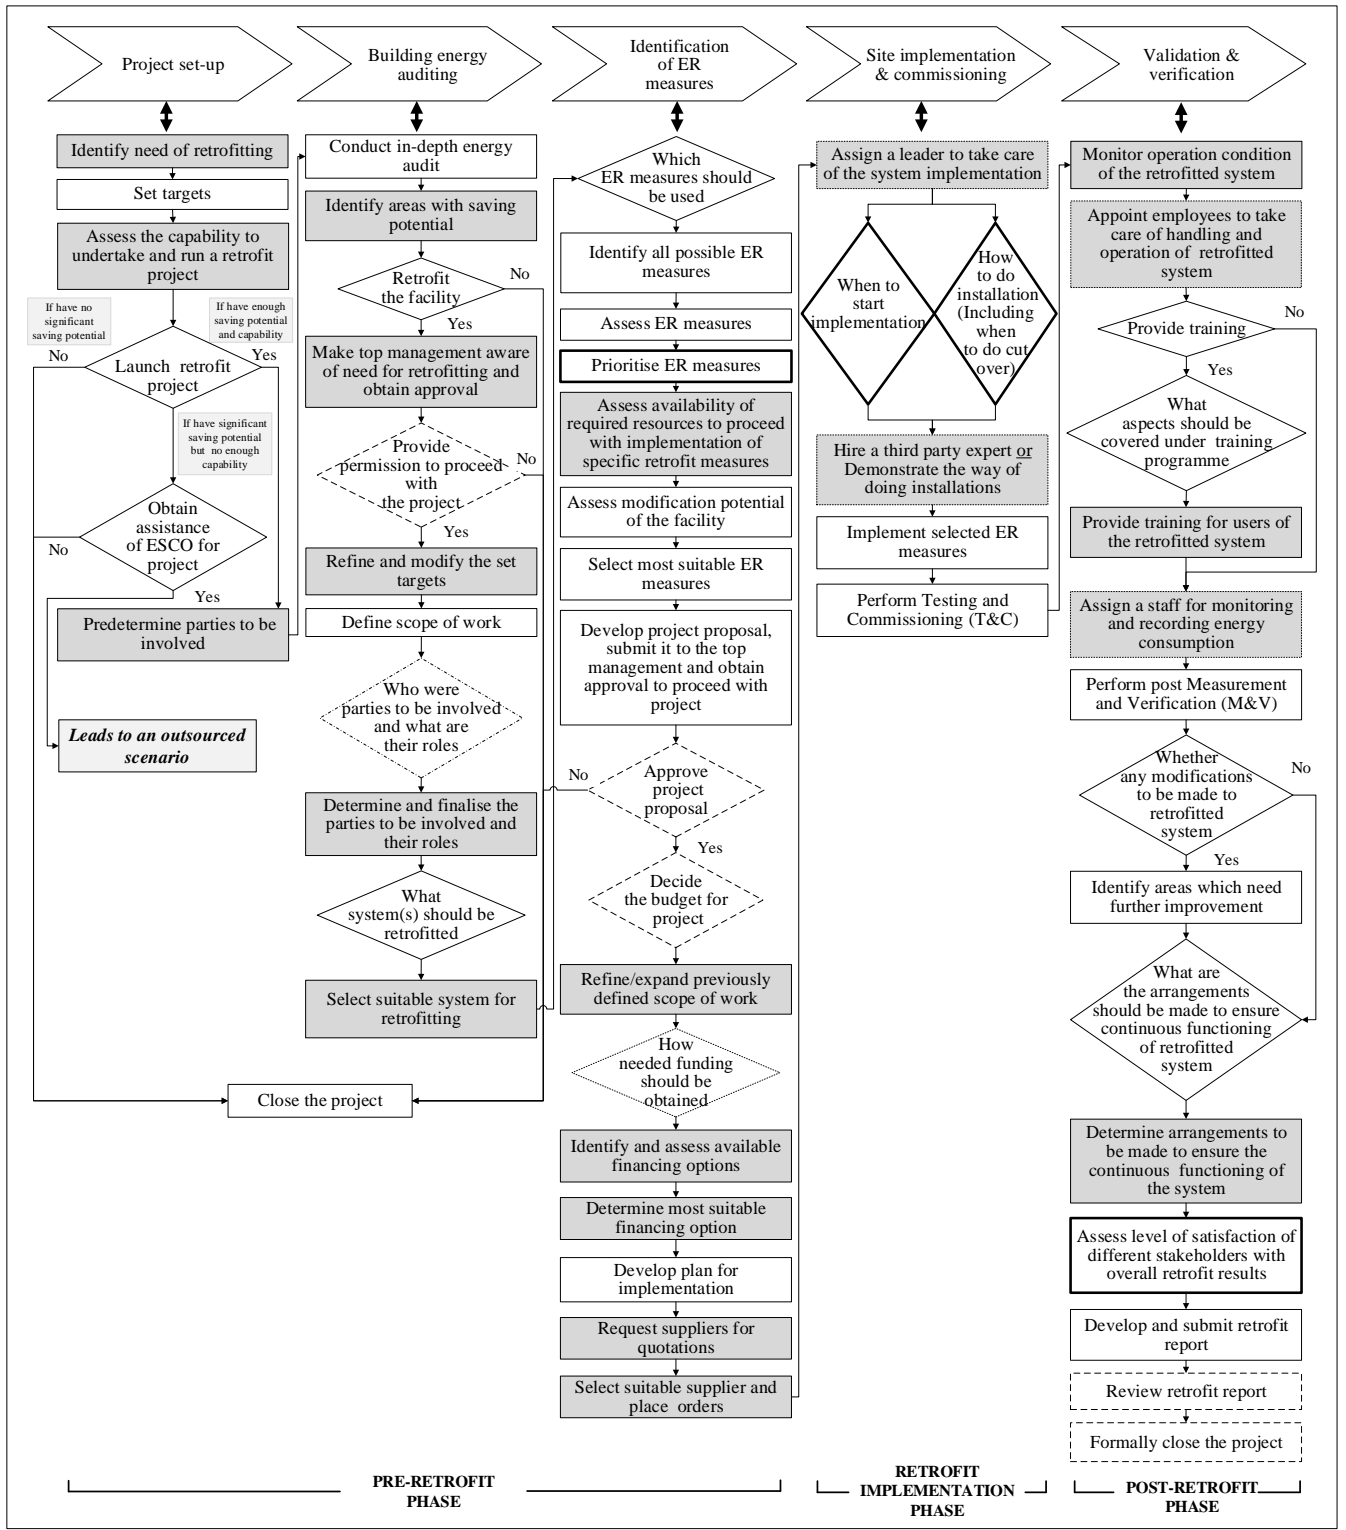 Project set-up
Building energy
auditing
Identification
of ER
measures
Site implementation
& commissioning
Validation &
verification
Identify need of retrofitting
Set targets
Assess the capability to
undertake and run a retrofit
project
If have no
significant
saving potential
If have enough
saving potential
and capability
No
Yes
Launch retrofit
project
If have significant
saving potential
but no enough
capability
Obtain
assistance
of ESCO for
project
No
Yes
Predetermine parties to be
involved
Leads to an outsourced
scenario
Conduct in-depth energy
audit
Identify areas with saving
potential
Retrofit
the facility
No
Yes
Make top management aware
of need for retrofitting and
obtain approval
Provide
permission to proceed
with
the project
No
Yes
Refine and modify the set
targets
Define scope of work
Who were
parties to be involved
and what are
their roles
Determine and finalise the
parties to be involved and
their roles
What
system(s) should be
retrofitted
Select suitable system for
retrofitting
Close the project
Which
ER measures should
be used
Identify all possible ER
measures
Assess ER measures
Prioritise ER measures
Assess availability of
required resources to proceed
with implementation of
specific retrofit measures
Assess modification potential
of the facility
Select most suitable ER
measures
Develop project proposal,
submit it to the top
management and obtain
approval to proceed with
project
No
Approve
project
proposal
Yes
Decide
the budget for
project
Refine/expand previously
defined scope of work
How
needed funding
should be
obtained
Identify and assess available
financing options
Determine most suitable
financing option
Develop plan for
implementation
Request suppliers for
quotations
Select suitable supplier and
place orders
Assign a leader to take care
of the system implementation
When to
start
implementation
How
to do
installation
(Including
when
to do cut
over)
Hire a third party expert or
Demonstrate the way of
doing installations
Implement selected ER
measures
Perform Testing and
Commissioning (T&C)
Monitor operation condition
of the retrofitted system
Appoint employees to take
care of handling and
operation of retrofitted
system
Provide training
No
Yes
What
aspects should be
covered under training
programme
Provide training for users of
the retrofitted system
Assign a staff for monitoring
and recording energy
consumption
Perform post Measurement
and Verification (M&V)
Whether
any modifications
to be made to
retrofitted
system
No
Yes
Identify areas which need
further improvement
What are
the arrangements
should be made to ensure
continuous functioning
of retrofitted
system
Determine arrangements to
be made to ensure the
continuous functioning of
the system
Assess level of satisfaction of
different stakeholders with
overall retrofit results
Develop and submit retrofit
report
Review retrofit report
Formally close the project
PRE-RETROFIT
PHASE
RETROFIT
IMPLEMENTATION
PHASE
POST-RETROFIT
PHASE